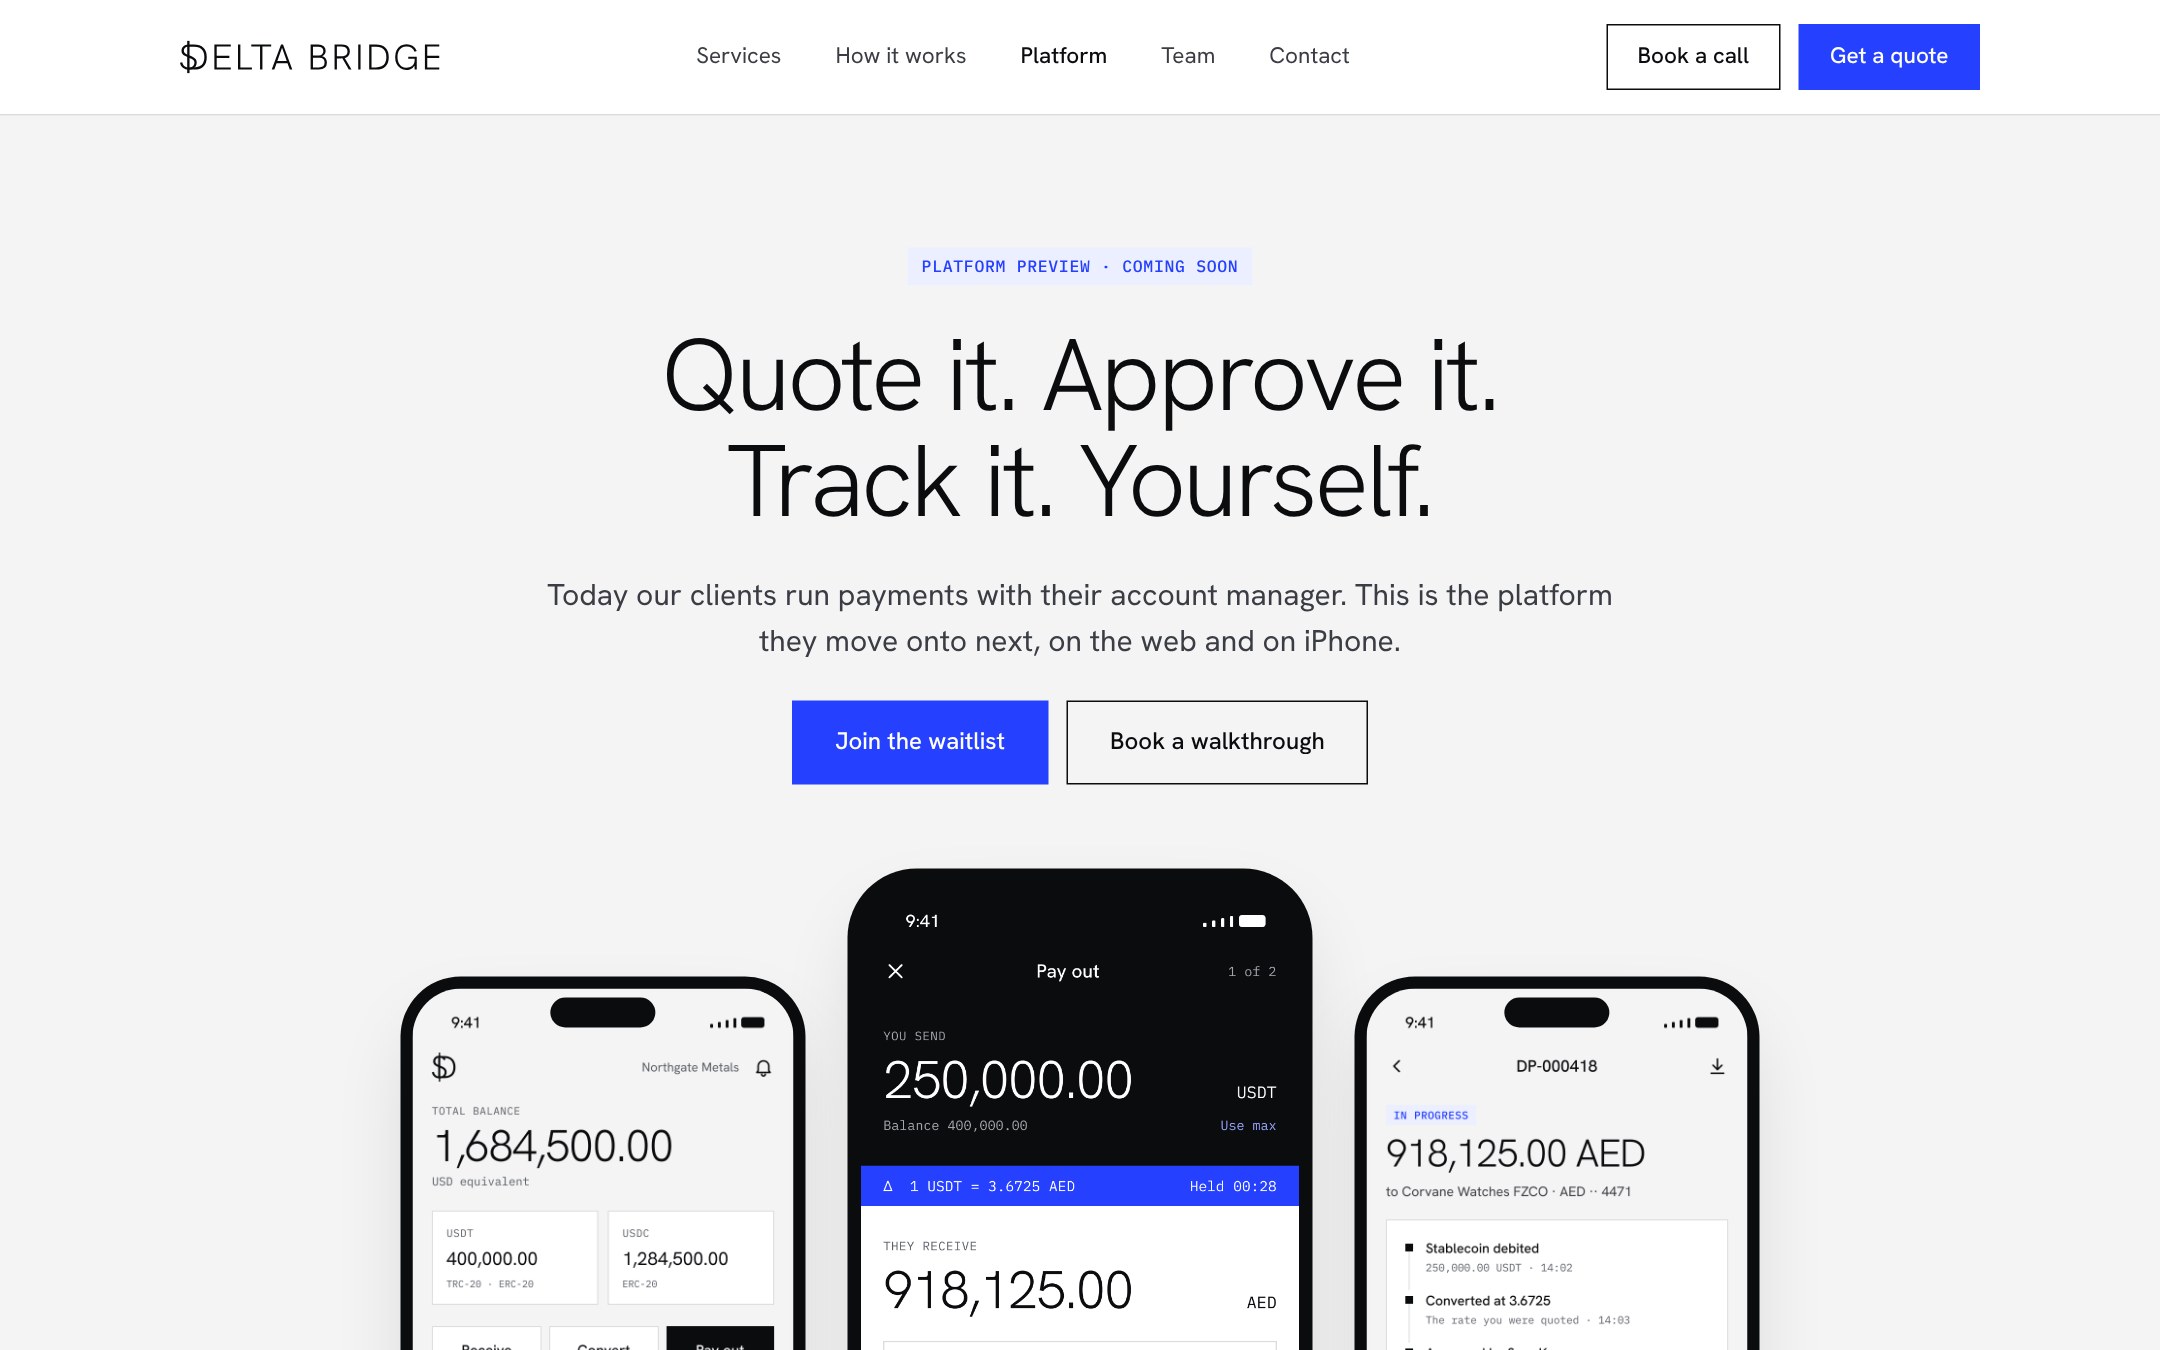 $DELTA BRIDGE
Services
How it works
Platform
Team
Contact
Book a call
Get a quote
PLATFORM PREVIEW · COMING SOON
Quote it. Approve it.
Track it. Yourself.
Today our clients run payments with their account manager. This is the platform
they move onto next, on the web and on iPhone.
Join the waitlist
Book a walkthrough
9:41
Northgate Metals
TOTAL BALANCE
1,684,500.00
USD equivalent
USDT
400,000.00
TRC-20 · ERC-20
USDC
1,284,500.00
ERC-20
Receive
Convert
Pay out
9:41
Pay out
1 of 2
YOU SEND
250,000.00
USDT
Balance 400,000.00
Use max
Δ 1 USDT = 3.6725 AED
Held 00:28
THEY RECEIVE
918,125.00
AED
9:41
DP-000418
IN PROGRESS
918,125.00 AED
to Corvane Watches FZCO · AED ·· 4471
Stablecoin debited
250,000.00 USDT · 14:02
Converted at 3.6725
The rate you were quoted · 14:03